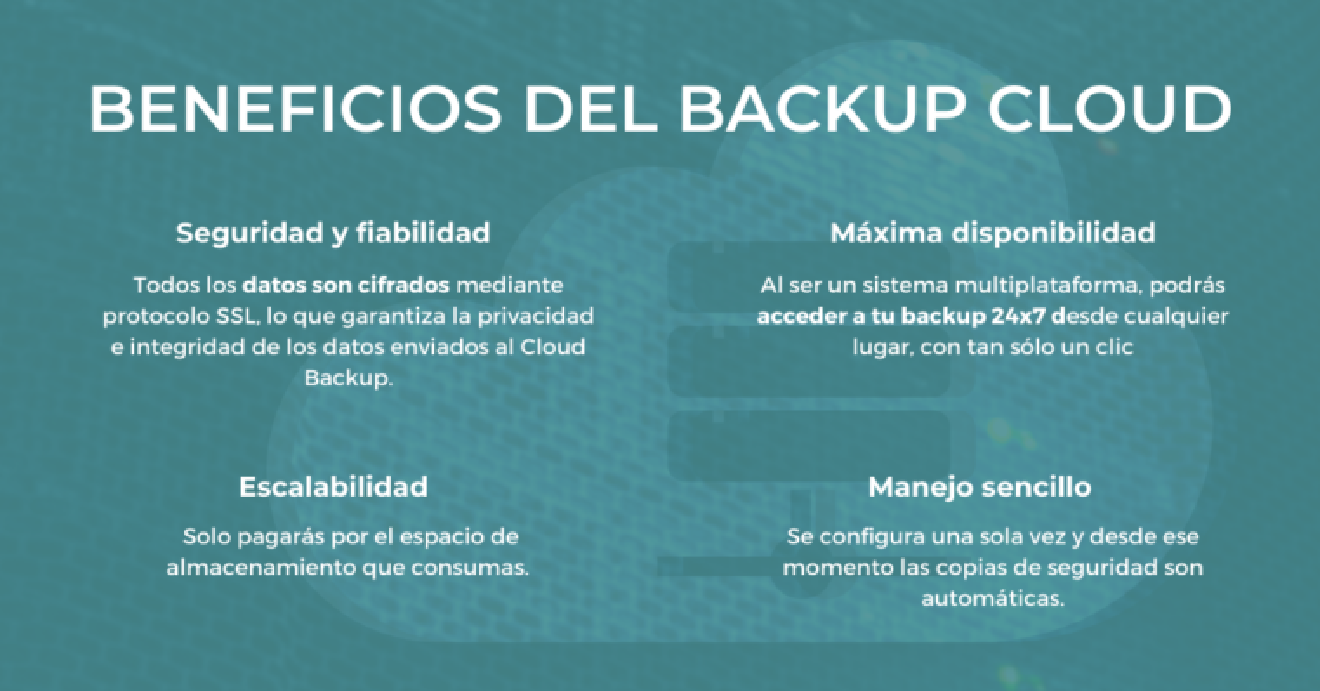 BENEFICIOS DEL BACKUP CLOUD
Seguridad y fiabilidad
Todos los datos son cifrados mediante
protocolo SSL, lo que garantiza la privacidad
e integridad de los datos enviados al Cloud
Backup.
Máxima disponibilidad
Al ser un sistema multiplataforma, podrás
acceder a tu backup 24x7 desde cualquier
lugar, con tan sólo un clic
Escalabilidad
Solo pagarás por el espacio de
almacenamiento que consumas.
Manejo sencillo
Se configura una sola vez y desde ese
momento las copias de seguridad son
automáticas.